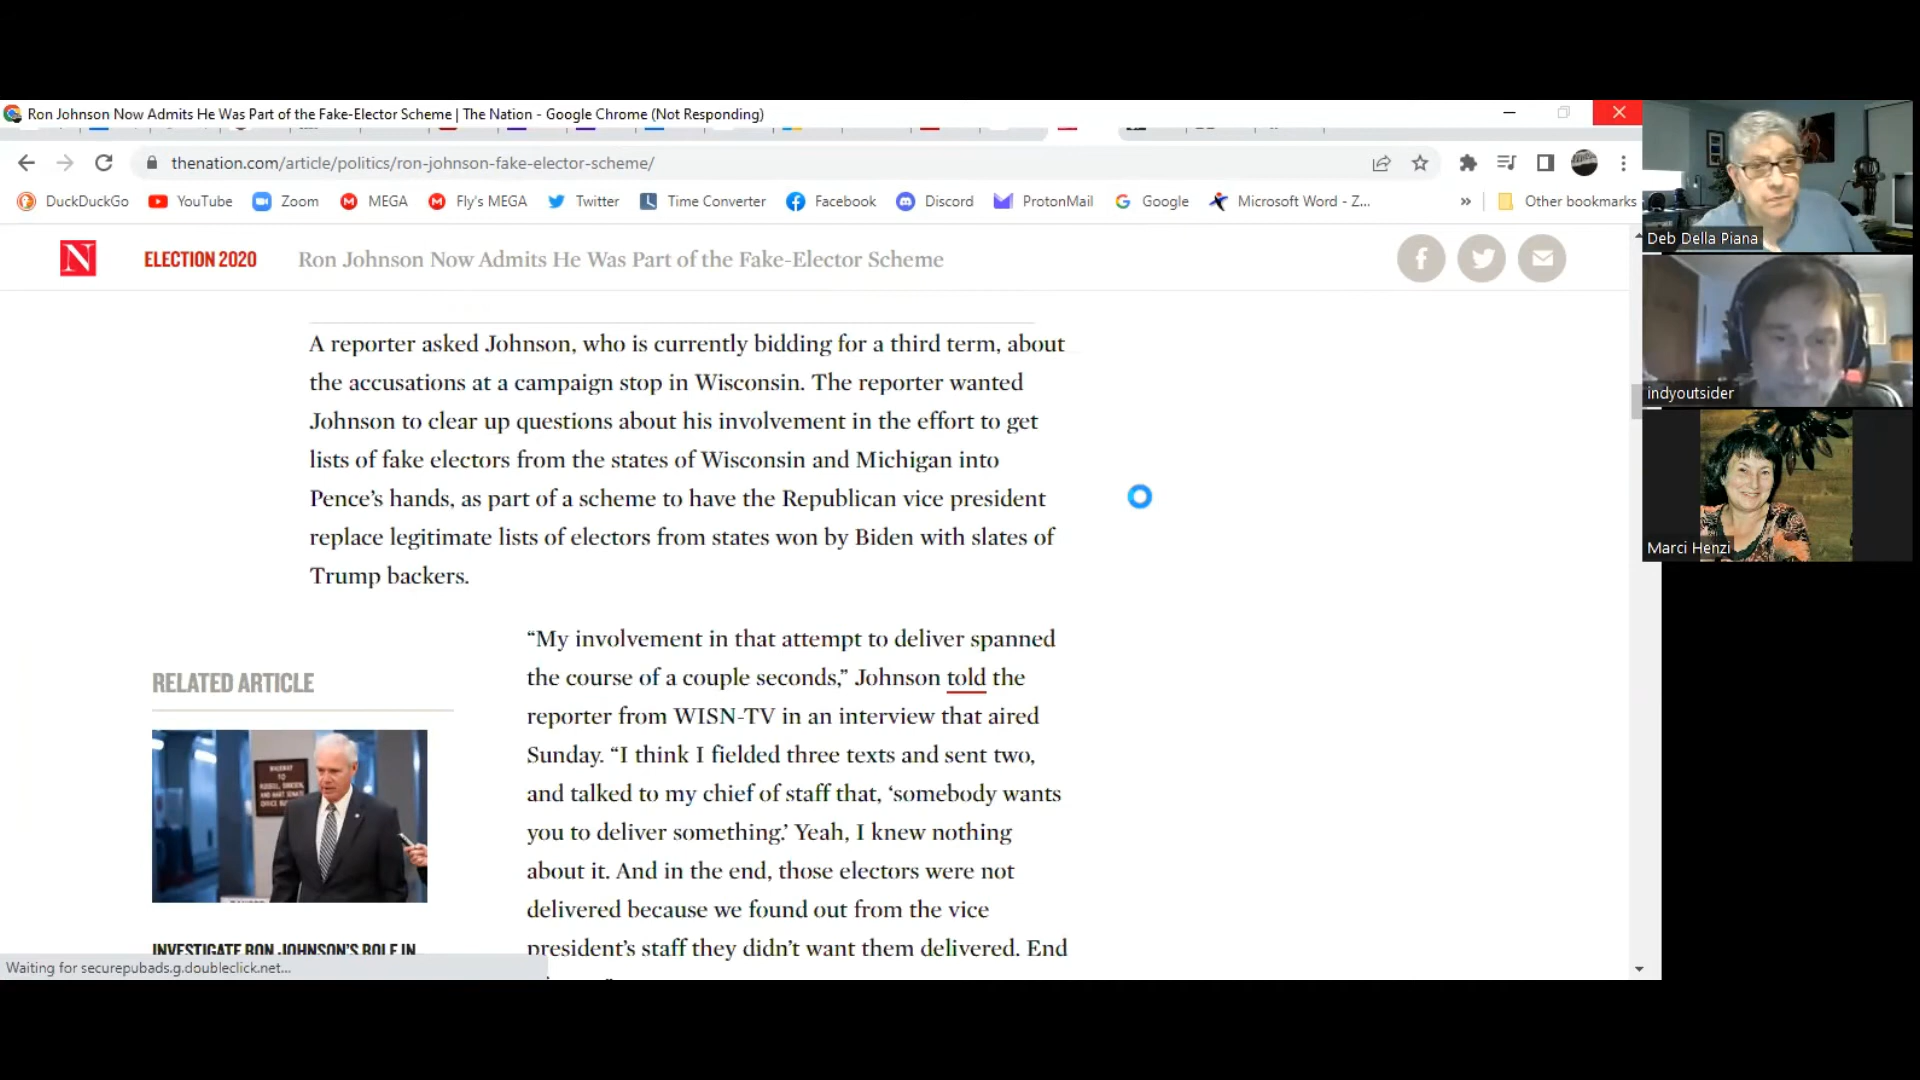 Ron Johnson Now Admits He Was Part of the Fake-Elector Scheme | The Nation - Google Chrome (Not Responding)
thenation.com/article/politics/ron-johnson-fake-elector-scheme/
DuckDuckGo YouTube Zoom MEGA Fly's MEGA Twitter Time Converter Facebook Discord ProtonMail Google Microsoft Word - Z... » Other bookmarks
N ELECTION 2020 Ron Johnson Now Admits He Was Part of the Fake-Elector Scheme
A reporter asked Johnson, who is currently bidding for a third term, about
the accusations at a campaign stop in Wisconsin. The reporter wanted
Johnson to clear up questions about his involvement in the effort to get
lists of fake electors from the states of Wisconsin and Michigan into
Pence’s hands, as part of a scheme to have the Republican vice president
replace legitimate lists of electors from states won by Biden with slates of
Trump backers.
“My involvement in that attempt to deliver spanned
the course of a couple seconds,” Johnson told the
reporter from WISN-TV in an interview that aired
Sunday. “I think I fielded three texts and sent two,
and talked to my chief of staff that, ‘somebody wants
you to deliver something.’ Yeah, I knew nothing
about it. And in the end, those electors were not
delivered because we found out from the vice
president’s staff they didn’t want them delivered. End
RELATED ARTICLE
INVESTIGATE RON JOHNSON’S ROLE IN
Waiting for securepubads.g.doubleclick.net...
Deb Della Piana
indyoutsider
Marci Henzi